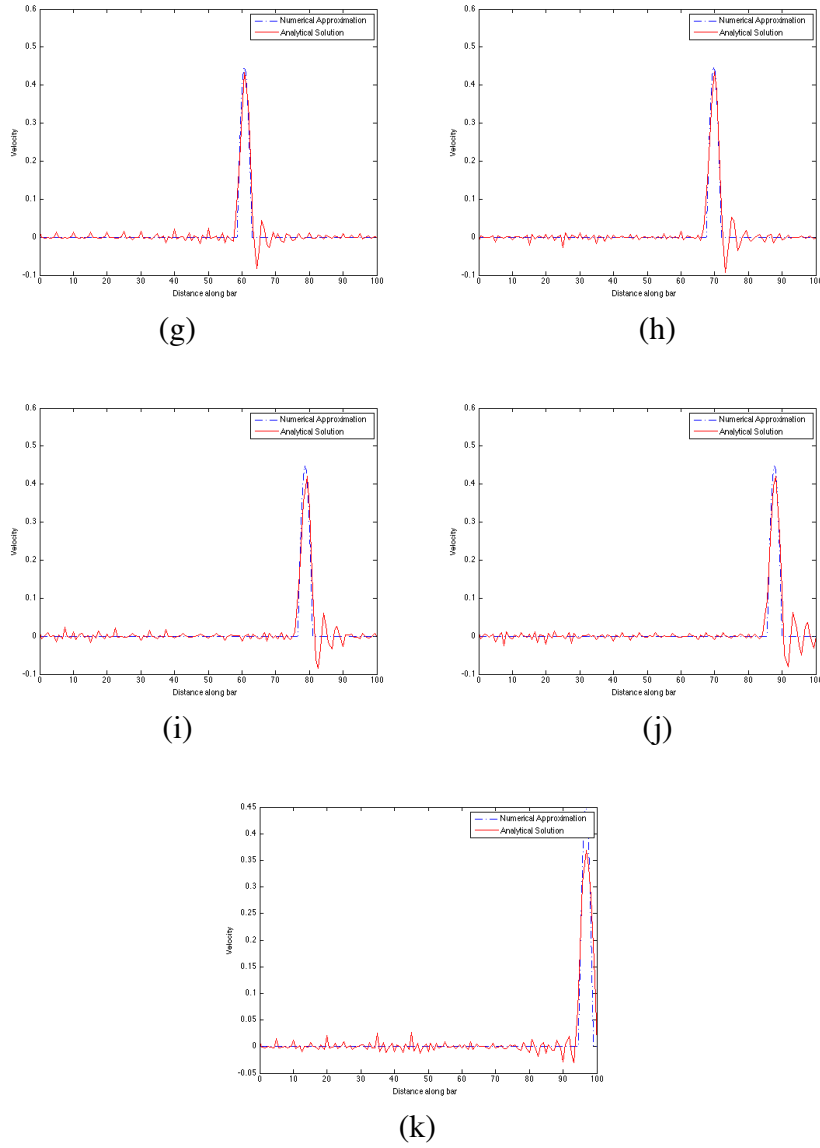 0.6
0.5
0.4
0.3
0.2
0.1
0
-0.1
Velocity
Numerical Approximation
Analytical Solution
0 10 20 30 40 50 60 70 80 90 100
Distance along bar
(g)
0.6
0.5
0.4
0.3
0.2
0.1
0
-0.1
Velocity
Numerical Approximation
Analytical Solution
0 10 20 30 40 50 60 70 80 90 100
Distance along bar
(h)
0.6
0.5
0.4
0.3
0.2
0.1
0
-0.1
Velocity
Numerical Approximation
Analytical Solution
0 10 20 30 40 50 60 70 80 90 100
Distance along bar
(i)
0.6
0.5
0.4
0.3
0.2
0.1
0
-0.1
Velocity
Numerical Approximation
Analytical Solution
0 10 20 30 40 50 60 70 80 90 100
Distance along bar
(j)
0.45
0.4
0.35
0.3
0.25
0.2
0.15
0.1
0.05
0
-0.05
Velocity
Numerical Approximation
Analytical Solution
0 10 20 30 40 50 60 70 80 90 100
Distance along bar
(k)